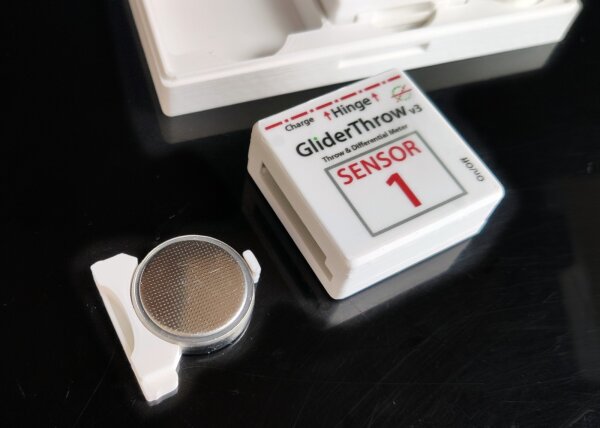 Charge ↑Hinge↑
GliderThrow v3
Throw & Differential Meter
SENSOR
1
ON/OFF